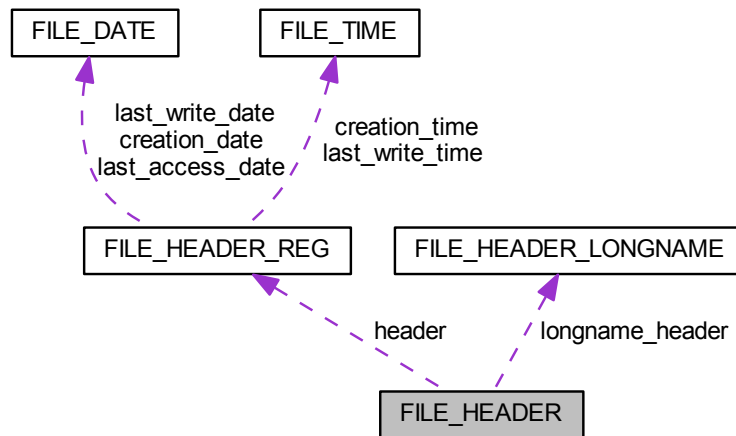 FILE_DATE
FILE_TIME
last_write_date
creation_date
last_access_date
creation_time
last_write_time
FILE_HEADER_REG
FILE_HEADER_LONGNAME
header
longname_header
FILE_HEADER